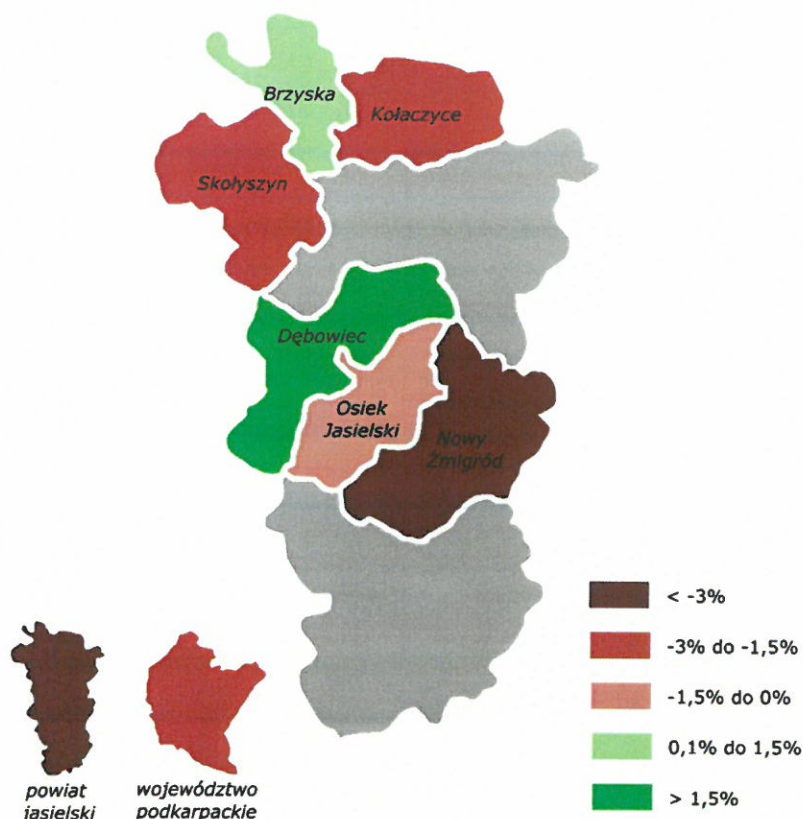 Brzyska
Kołaczyce
Skołyszyn
Dębowiec
Osiek
Jasielski
Nowy
Żmigród
< -3%
-3% do -1,5%
-1,5% do 0%
0,1% do 1,5%
> 1,5%
powiat
jasielski
województwo
podkarpackie